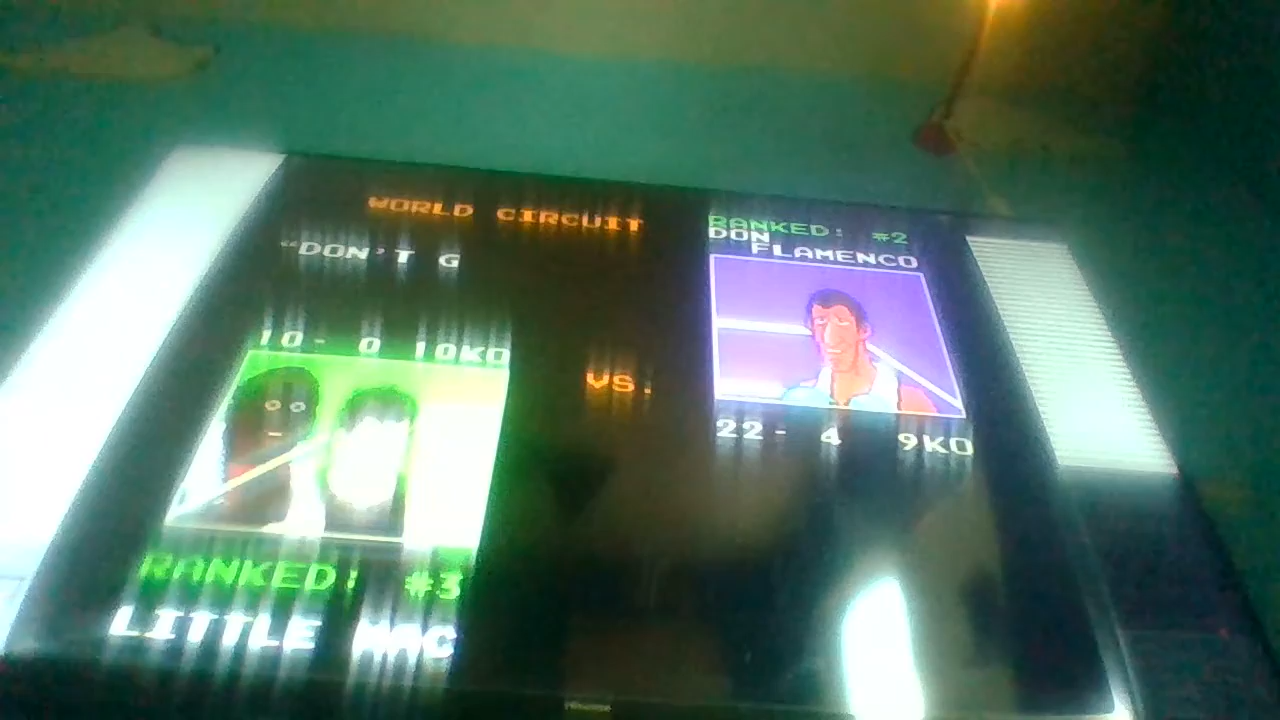 WORLD CIRCUIT
"DON'T G
10- 0 10KO
RANKED: #3
LITTLE MAC
VS.
RANKED: #2
DON
FLAMENCO
22- 4 9KO